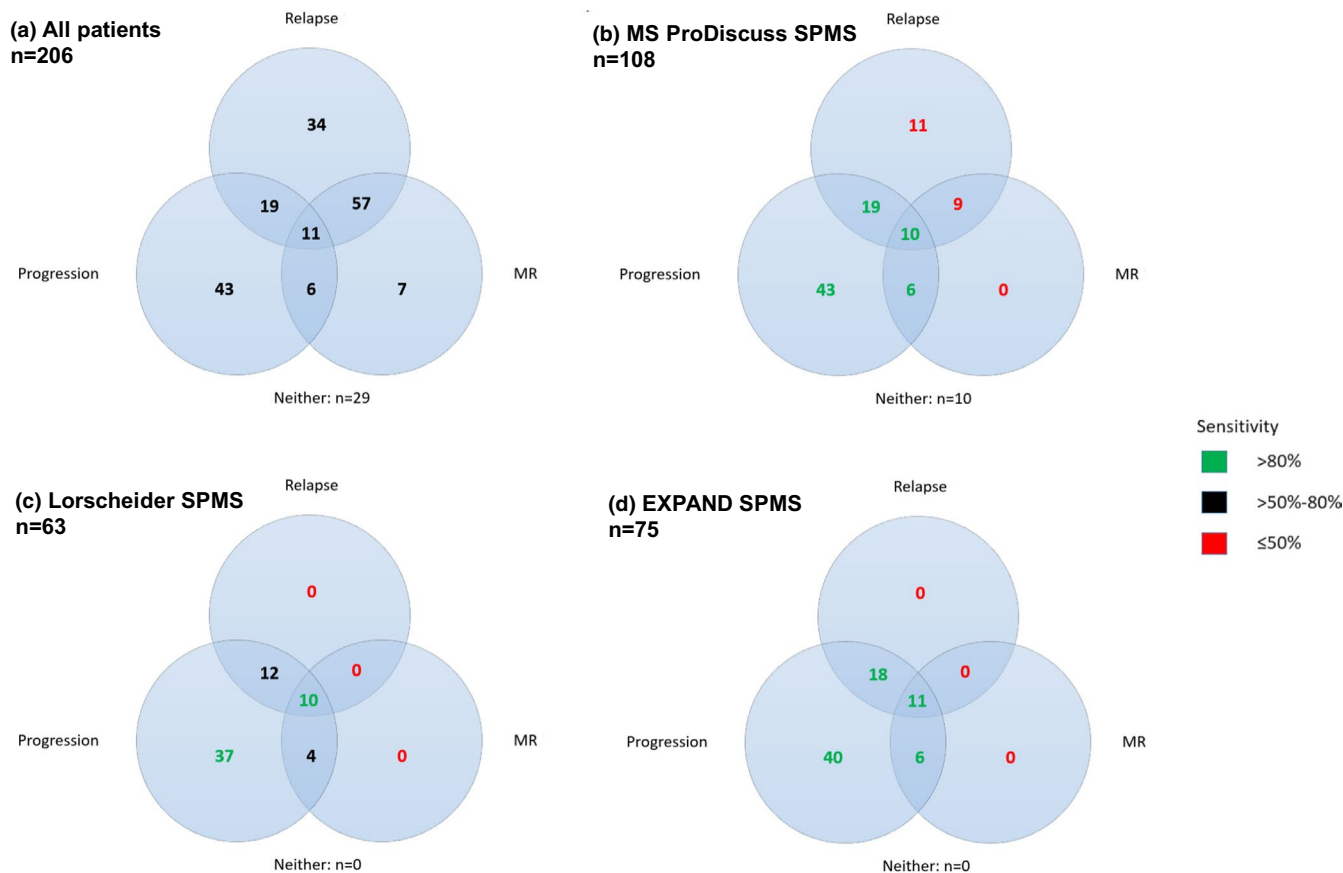 (a) All patients
n=206
Relapse
34
19
57
11
Progression
43
6
7
MR
Neither: n=29
(b) MS ProDiscuss SPMS
n=108
Relapse
11
19
9
10
Progression
43
6
0
MR
Neither: n=10
Sensitivity
>80%
>50%-80%
≤50%
(c) Lorscheider SPMS
n=63
Relapse
0
12
0
10
Progression
37
4
0
MR
Neither: n=0
(d) EXPAND SPMS
n=75
Relapse
0
18
0
11
Progression
40
6
0
MR
Neither: n=0